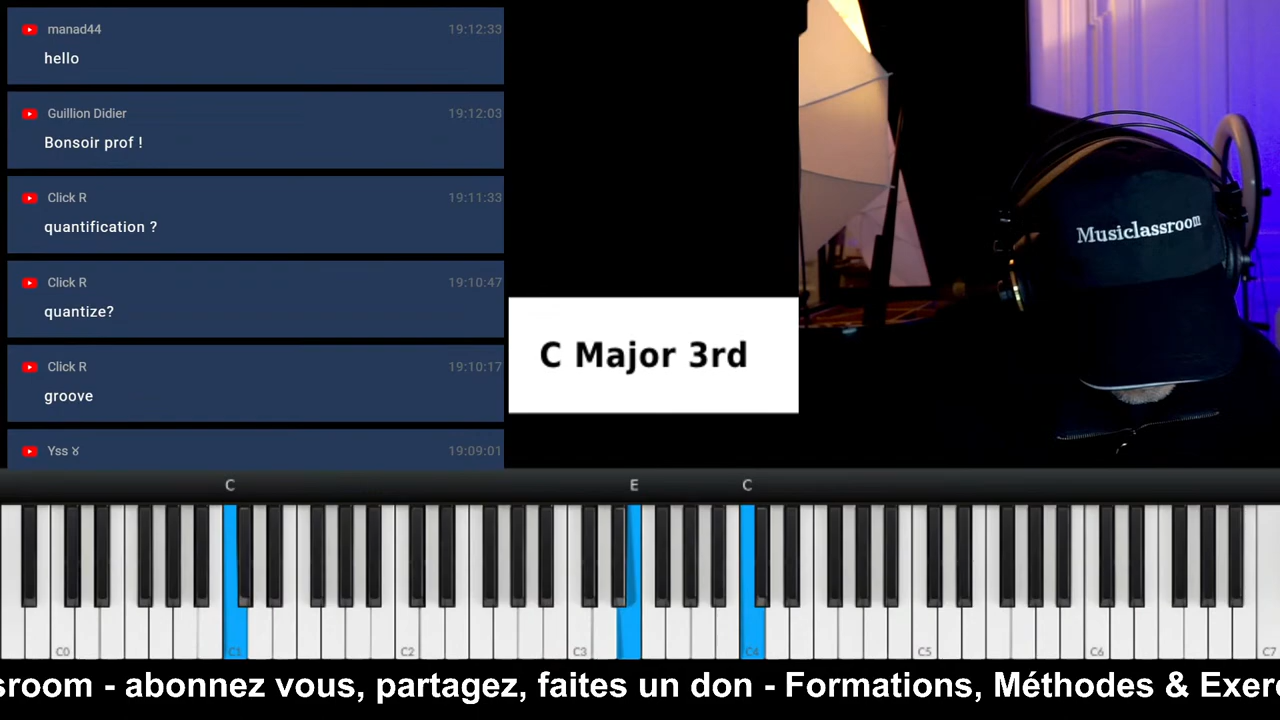 manad44 19:12:33
hello
Guillion Didier 19:12:03
Bonsoir prof !
Click R 19:11:33
quantification ?
Click R 19:10:47
quantize?
Click R 19:10:17
groove
Yss ४ 19:09:01
Musiclassroom
C Major 3rd
C E C
C0 C1 C2 C3 C4 C5 C6 C7
sroom - abonnez vous, partagez, faites un don - Formations, Méthodes & Exer